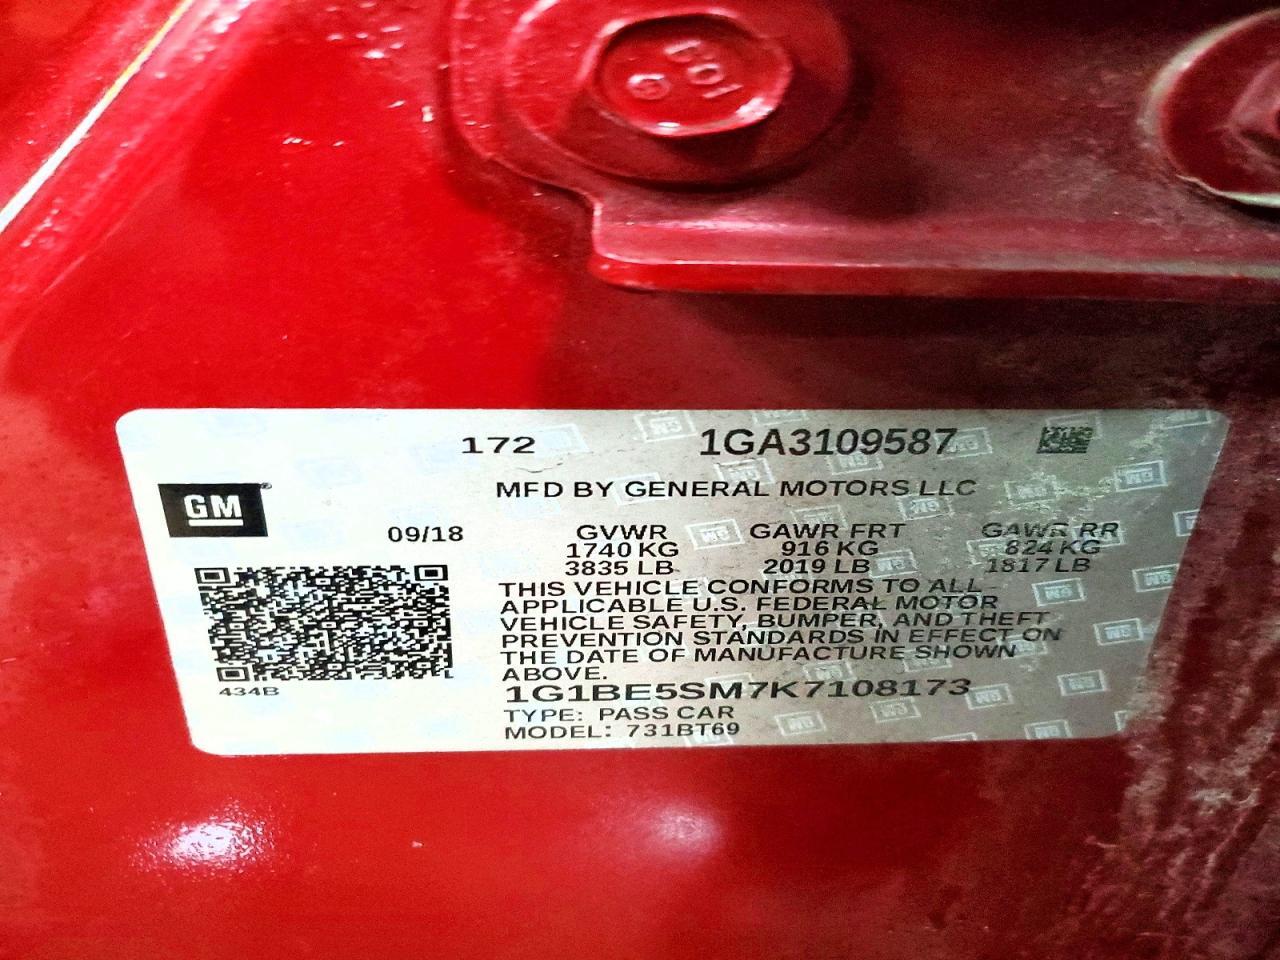 108
172 1GA3109587
GM
MFD BY GENERAL MOTORS LLC
09/18 GVWR GAWR FRT GAWR RR
1740 KG 916 KG 824 KG
3835 LB 2019 LB 1817 LB
THIS VEHICLE CONFORMS TO ALL
APPLICABLE U.S. FEDERAL MOTOR
VEHICLE SAFETY, BUMPER, AND THEFT
PREVENTION STANDARDS IN EFFECT ON
THE DATE OF MANUFACTURE SHOWN
ABOVE.
434B
1G1BE5SM7K7108173
TYPE: PASS CAR
MODEL: 731BT69